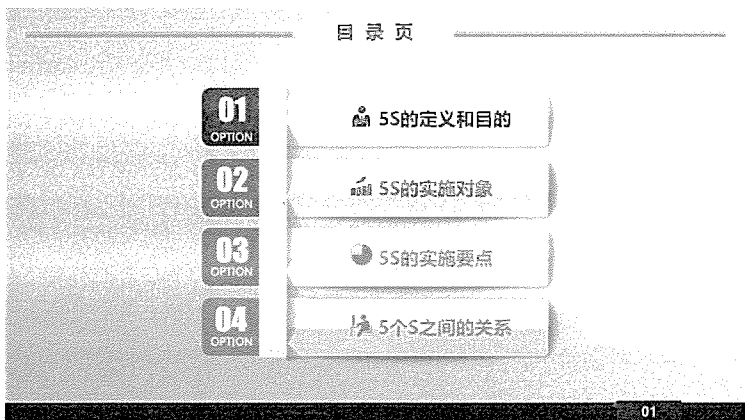 目录页
01
OPTION
5S的定义和目的
02
OPTION
5S的实施对象
03
OPTION
5S的实施要点
04
OPTION
5个S之间的关系
01